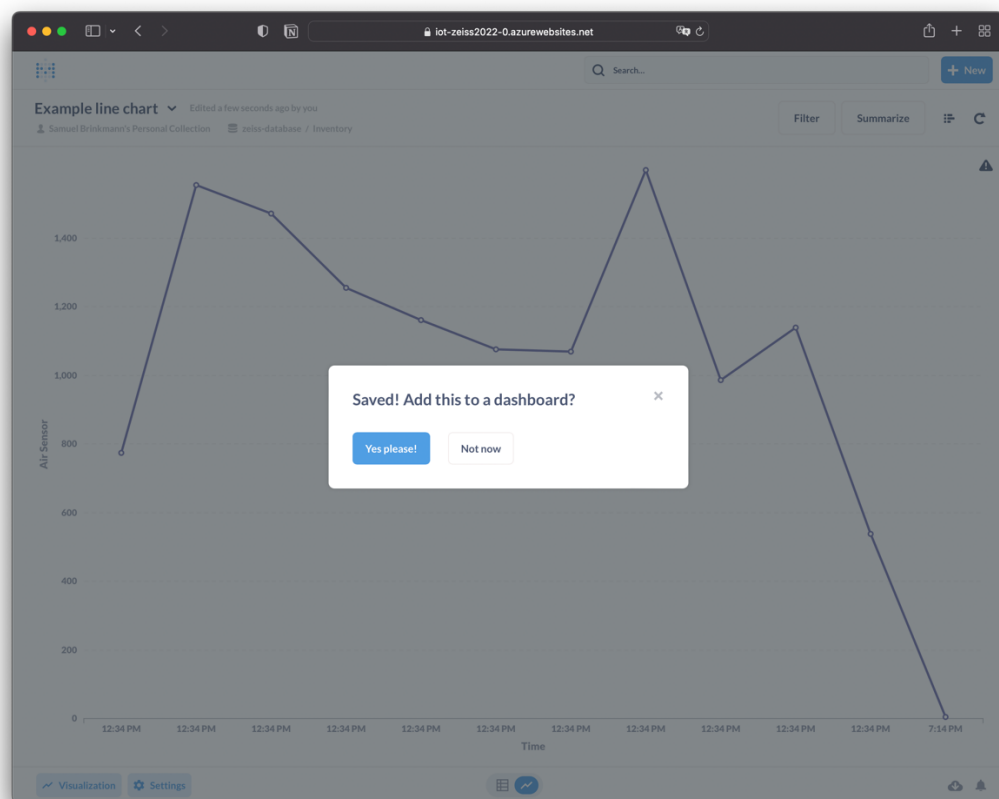 iot-zeiss2022-0.azurewebsites.net
Search...
+ New
Example line chart
Edited a few seconds ago by you
Samuel Brinkmann's Personal Collection
zeiss-database / Inventory
Filter
Summarize
1,400
1,200
1,000
800
600
400
200
0
Air Sensor
Saved! Add this to a dashboard?
Yes please!
Not now
12:34 PM 12:34 PM 12:34 PM 12:34 PM 12:34 PM 12:34 PM 12:34 PM 12:34 PM 12:34 PM 12:34 PM 12:34 PM 7:14 PM
Time
Visualization
Settings